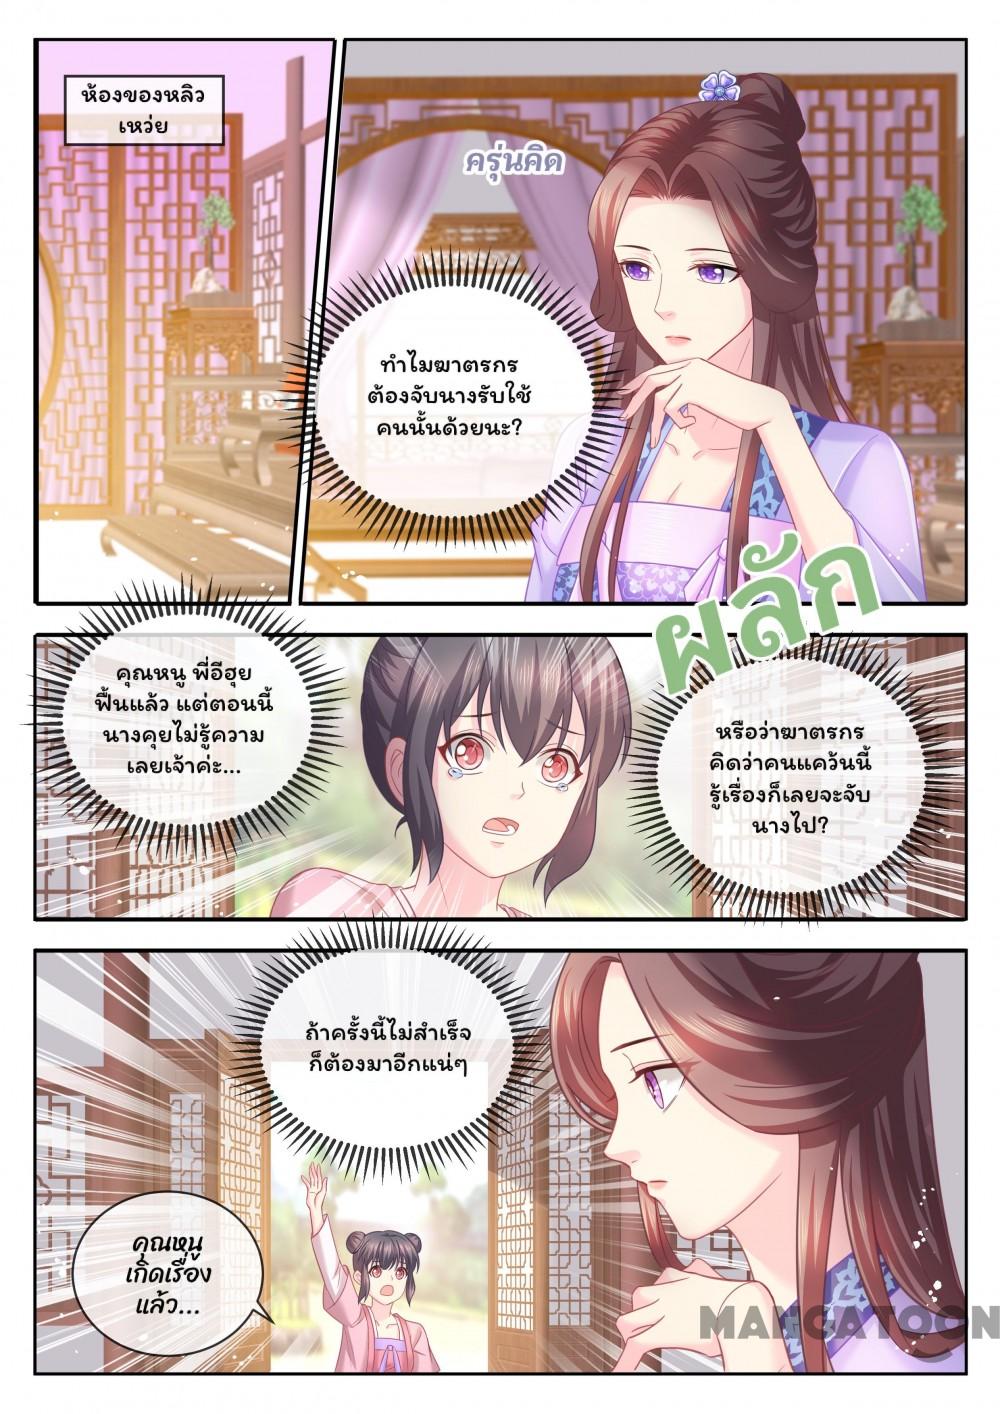 ห้องของหลิว
เหว่ย
ครุ่นคิด
ทำไมฆาตรกร
ต้องจับนางรับใช้
คนนั้นด้วยนะ?
ผลัก
คุณหนู พี่อีฮุย
ฟื้นแล้ว แต่ตอนนี้
นางคุยไม่รู้ความ
เลยเจ้าค่ะ...
หรือว่าฆาตรกร
คิดว่าคนแคว้นนี้
รู้เรื่องก็เลยจะจับ
นางไป?
ถ้าครั้งนี้ไม่สำเร็จ
ก็ต้องมาอีกแน่ๆ
คุณหนู
เกิดเรื่อง
แล้ว...
MANGATOON